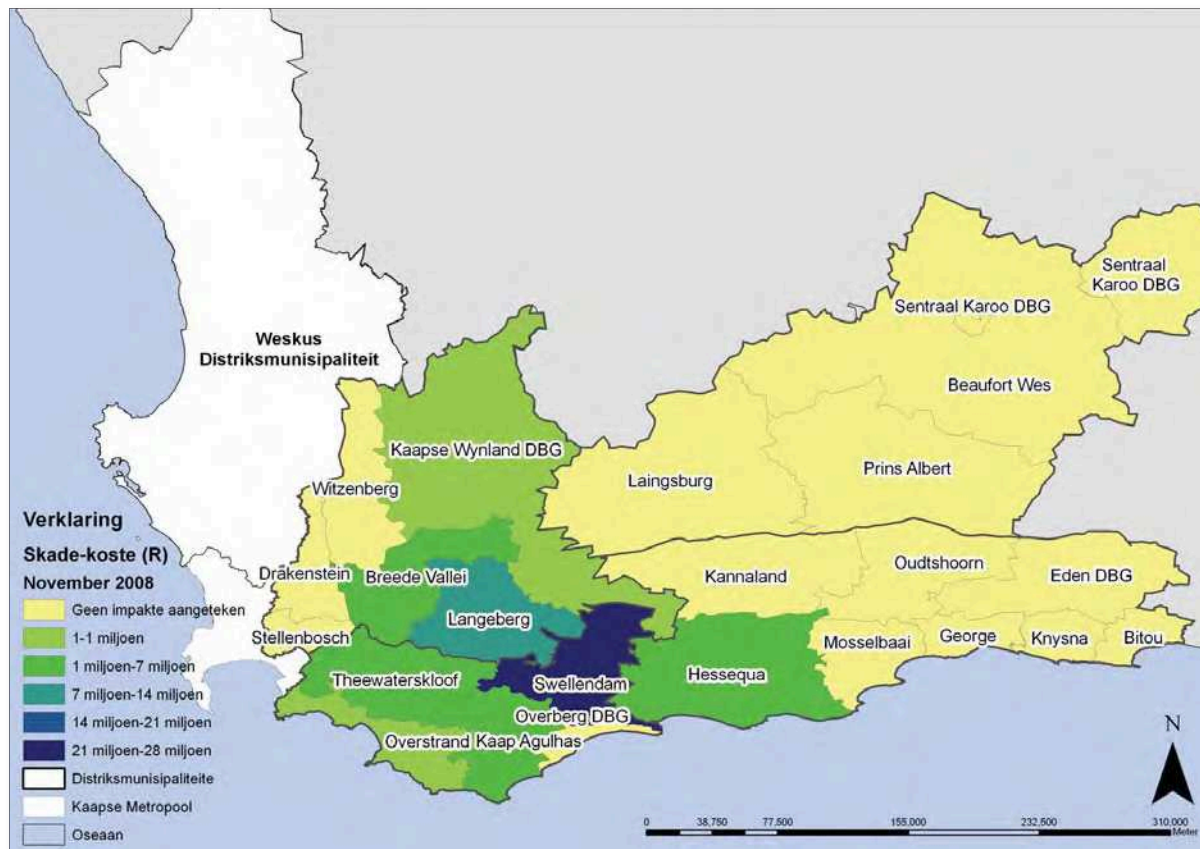 Sentraal
Karoo DBG
Sentraal Karoo DBG
Weskus
Distriksmunisipaliteit
Beaufort Wes
Kaapse Wynland DBG
Prins Albert
Laingsburg
Witzenberg
Oudtshoorn
Drakenstein
Breede Vallei
Kannaland
Eden DBG
Langeberg
Stellenbosch
Mosselbaai
George
Knysna
Bitou
Theewaterskloof
Swellendam
Hessequa
Overberg DBG
Overstrand
Kaap Agulhas
Verklaring
Skade-koste (R)
November 2008
Geen impakte aangeteken
1-1 miljoen
1 miljoen-7 miljoen
7 miljoen-14 miljoen
14 miljoen-21 miljoen
21 miljoen-28 miljoen
Distriksmunisipaliteite
Kaapse Metropool
Oseaan
N
0 38,750 77,500 155,000 232,500 310,000
Meter